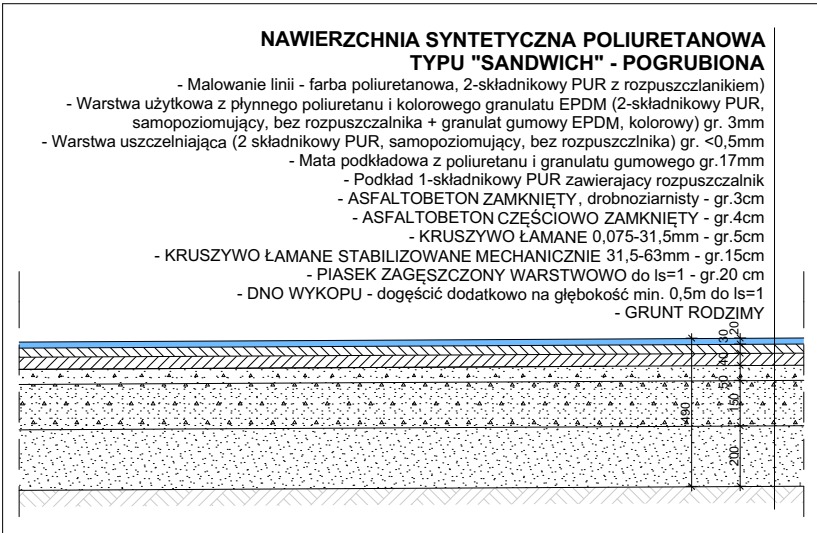 NAWIERZCHNIA SYNTETYCZNA POLIURETANOWA
TYPU "SANDWICH" - POGRUBIONA
- Malowanie linii - farba poliuretanowa, 2-składnikowy PUR z rozpuszczlanikiem)
- Warstwa użytkowa z płynnego poliuretanu i kolorowego granulatu EPDM (2-składnikowy PUR,
samopoziomujący, bez rozpuszczalnika + granulat gumowy EPDM, kolorowy) gr. 3mm
- Warstwa uszczelniająca (2 składnikowy PUR, samopoziomujący, bez rozpuszczlnika) gr. <0,5mm
- Mata podkładowa z poliuretanu i granulatu gumowego gr.17mm
- Podkład 1-składnikowy PUR zawierajacy rozpuszczalnik
- ASFALTOBETON ZAMKNIĘTY, drobnoziarnisty - gr.3cm
- ASFALTOBETON CZĘŚCIOWO ZAMKNIĘTY - gr.4cm
- KRUSZYWO ŁAMANE 0,075-31,5mm - gr.5cm
- KRUSZYWO ŁAMANE STABILIZOWANE MECHANICZNIE 31,5-63mm - gr.15cm
- PIASEK ZAGĘSZCZONY WARSTWOWO do Is=1 - gr.20 cm
- DNO WYKOPU - dogęścić dodatkowo na głębokość min. 0,5m do Is=1
- GRUNT RODZIMY
20
30
40
50
150
490
200